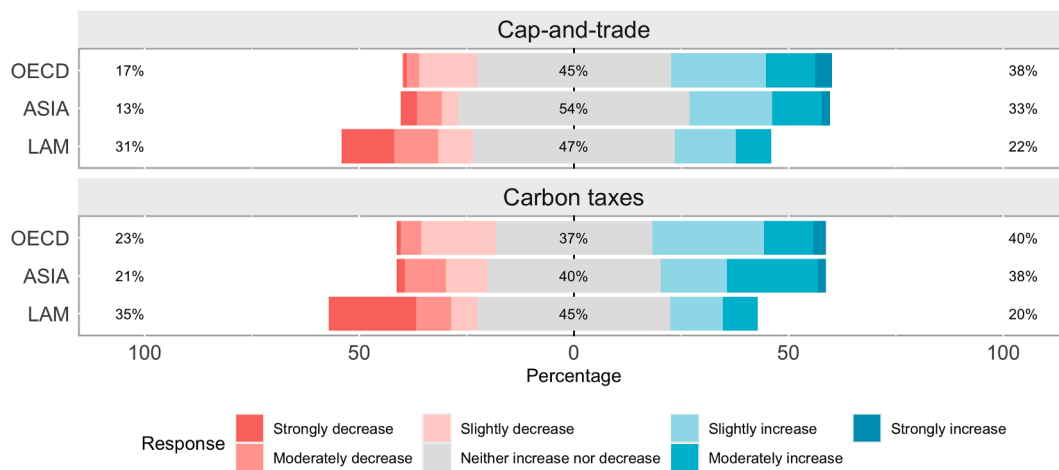 Cap-and-trade
OECD 17% 45% 38%
ASIA 13% 54% 33%
LAM 31% 47% 22%
Carbon taxes
OECD 23% 37% 40%
ASIA 21% 40% 38%
LAM 35% 45% 20%
100 50 0 50 100
Percentage
Response
Strongly decrease Slightly decrease Slightly increase Strongly increase
Moderately decrease Neither increase nor decrease Moderately increase